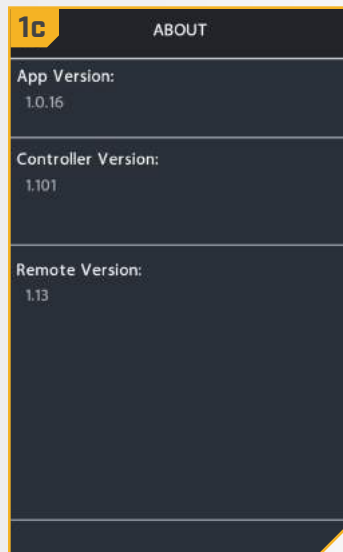 1c
ABOUT
App Version:
1.0.16
Controller Version:
1.101
Remote Version:
1.13